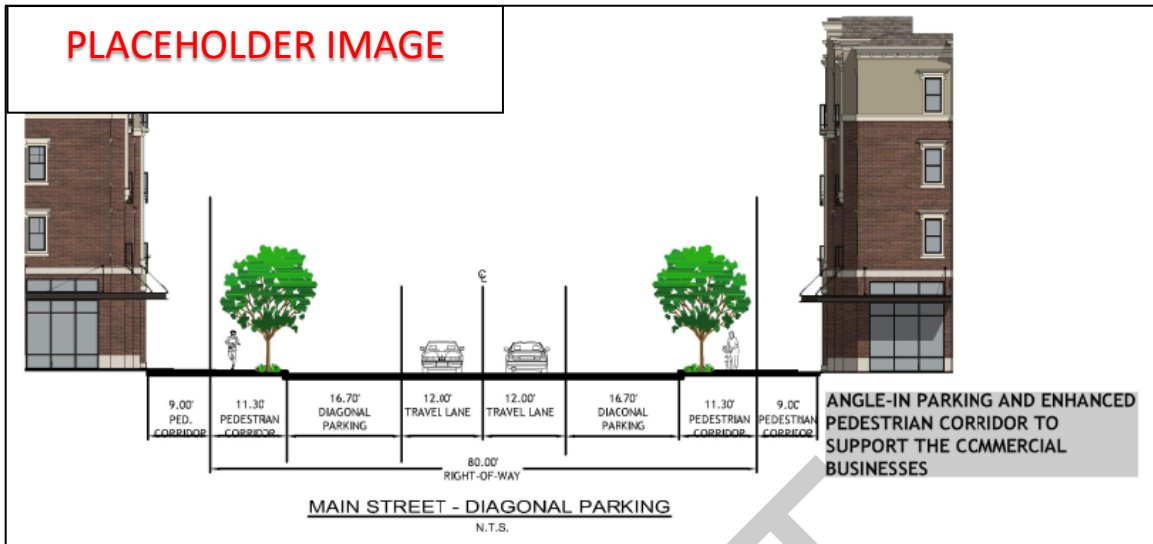 PLACEHOLDER IMAGE
℄
9.00'
PED.
CORRIDOR
11.30'
PEDESTRIAN
CORRIDOR
16.70'
DIAGONAL
PARKING
12.00'
TRAVEL LANE
12.00'
TRAVEL LANE
16.70'
DIAGONAL
PARKING
11.30'
PEDESTRIAN
CORRIDOR
9.00'
PEDESTRIAN
CORRIDOR
80.00'
RIGHT-OF-WAY
ANGLE-IN PARKING AND ENHANCED
PEDESTRIAN CORRIDOR TO
SUPPORT THE COMMERCIAL
BUSINESSES
MAIN STREET - DIAGONAL PARKING
N.T.S.